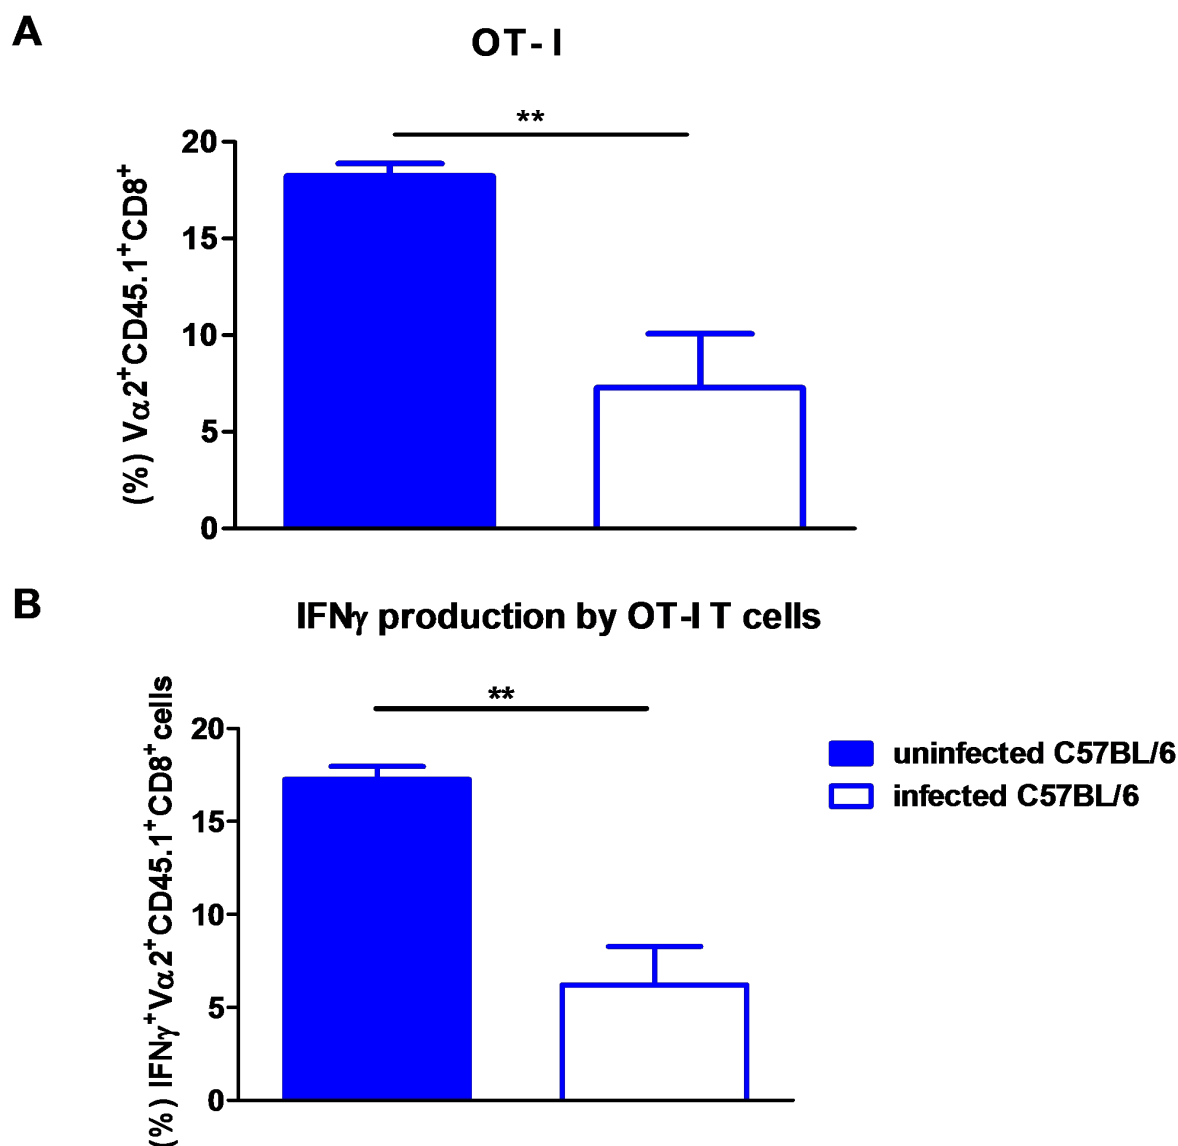 A
OT-I
**
(%) Vα2⁺CD45.1⁺CD8⁺
20
15
10
5
0
B
IFNγ production by OT-I T cells
**
(%) IFNγ⁺Vα2⁺CD45.1⁺CD8⁺cells
20
15
10
5
0
uninfected C57BL/6
infected C57BL/6